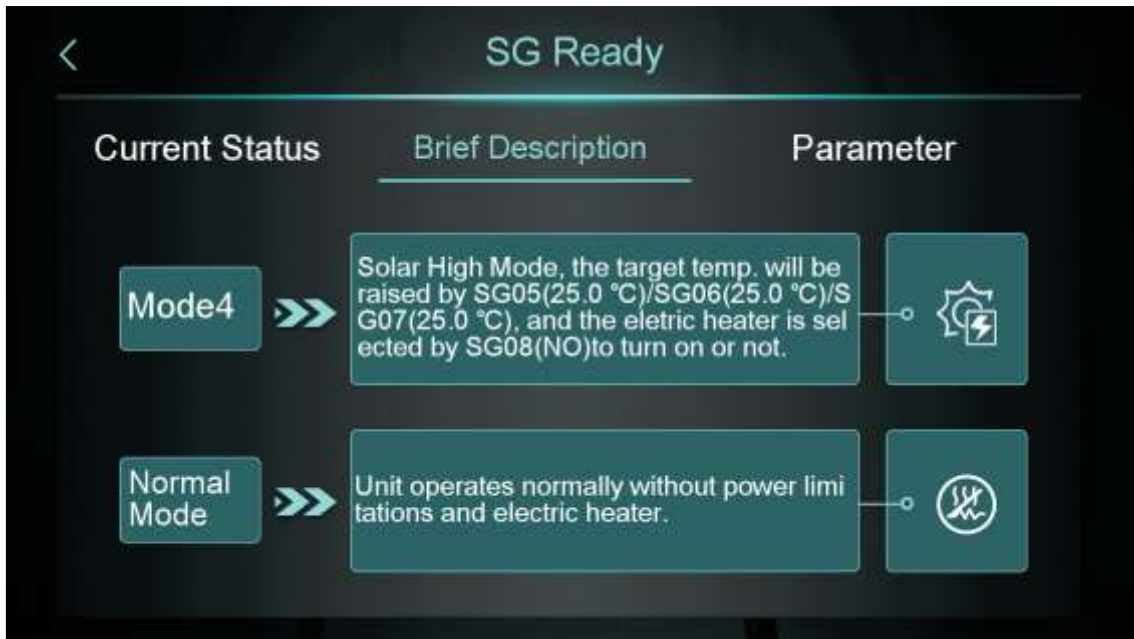 SG Ready
Current Status
Brief Description
Parameter
Mode4
Solar High Mode, the target temp. will be
raised by SG05(25.0 ℃)/SG06(25.0 ℃)/S
G07(25.0 ℃), and the eletric heater is sel
ected by SG08(NO)to turn on or not.
Normal
Mode
Unit operates normally without power limi
tations and electric heater.